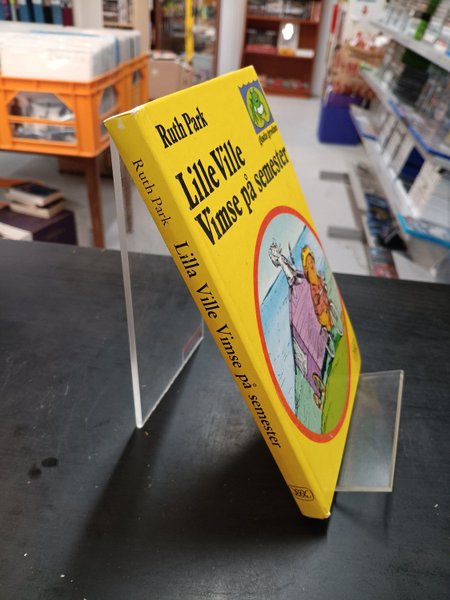 Ruth Park
Lille Ville
Vimse på semester
Ruth Park Lilla Ville Vimse på semester